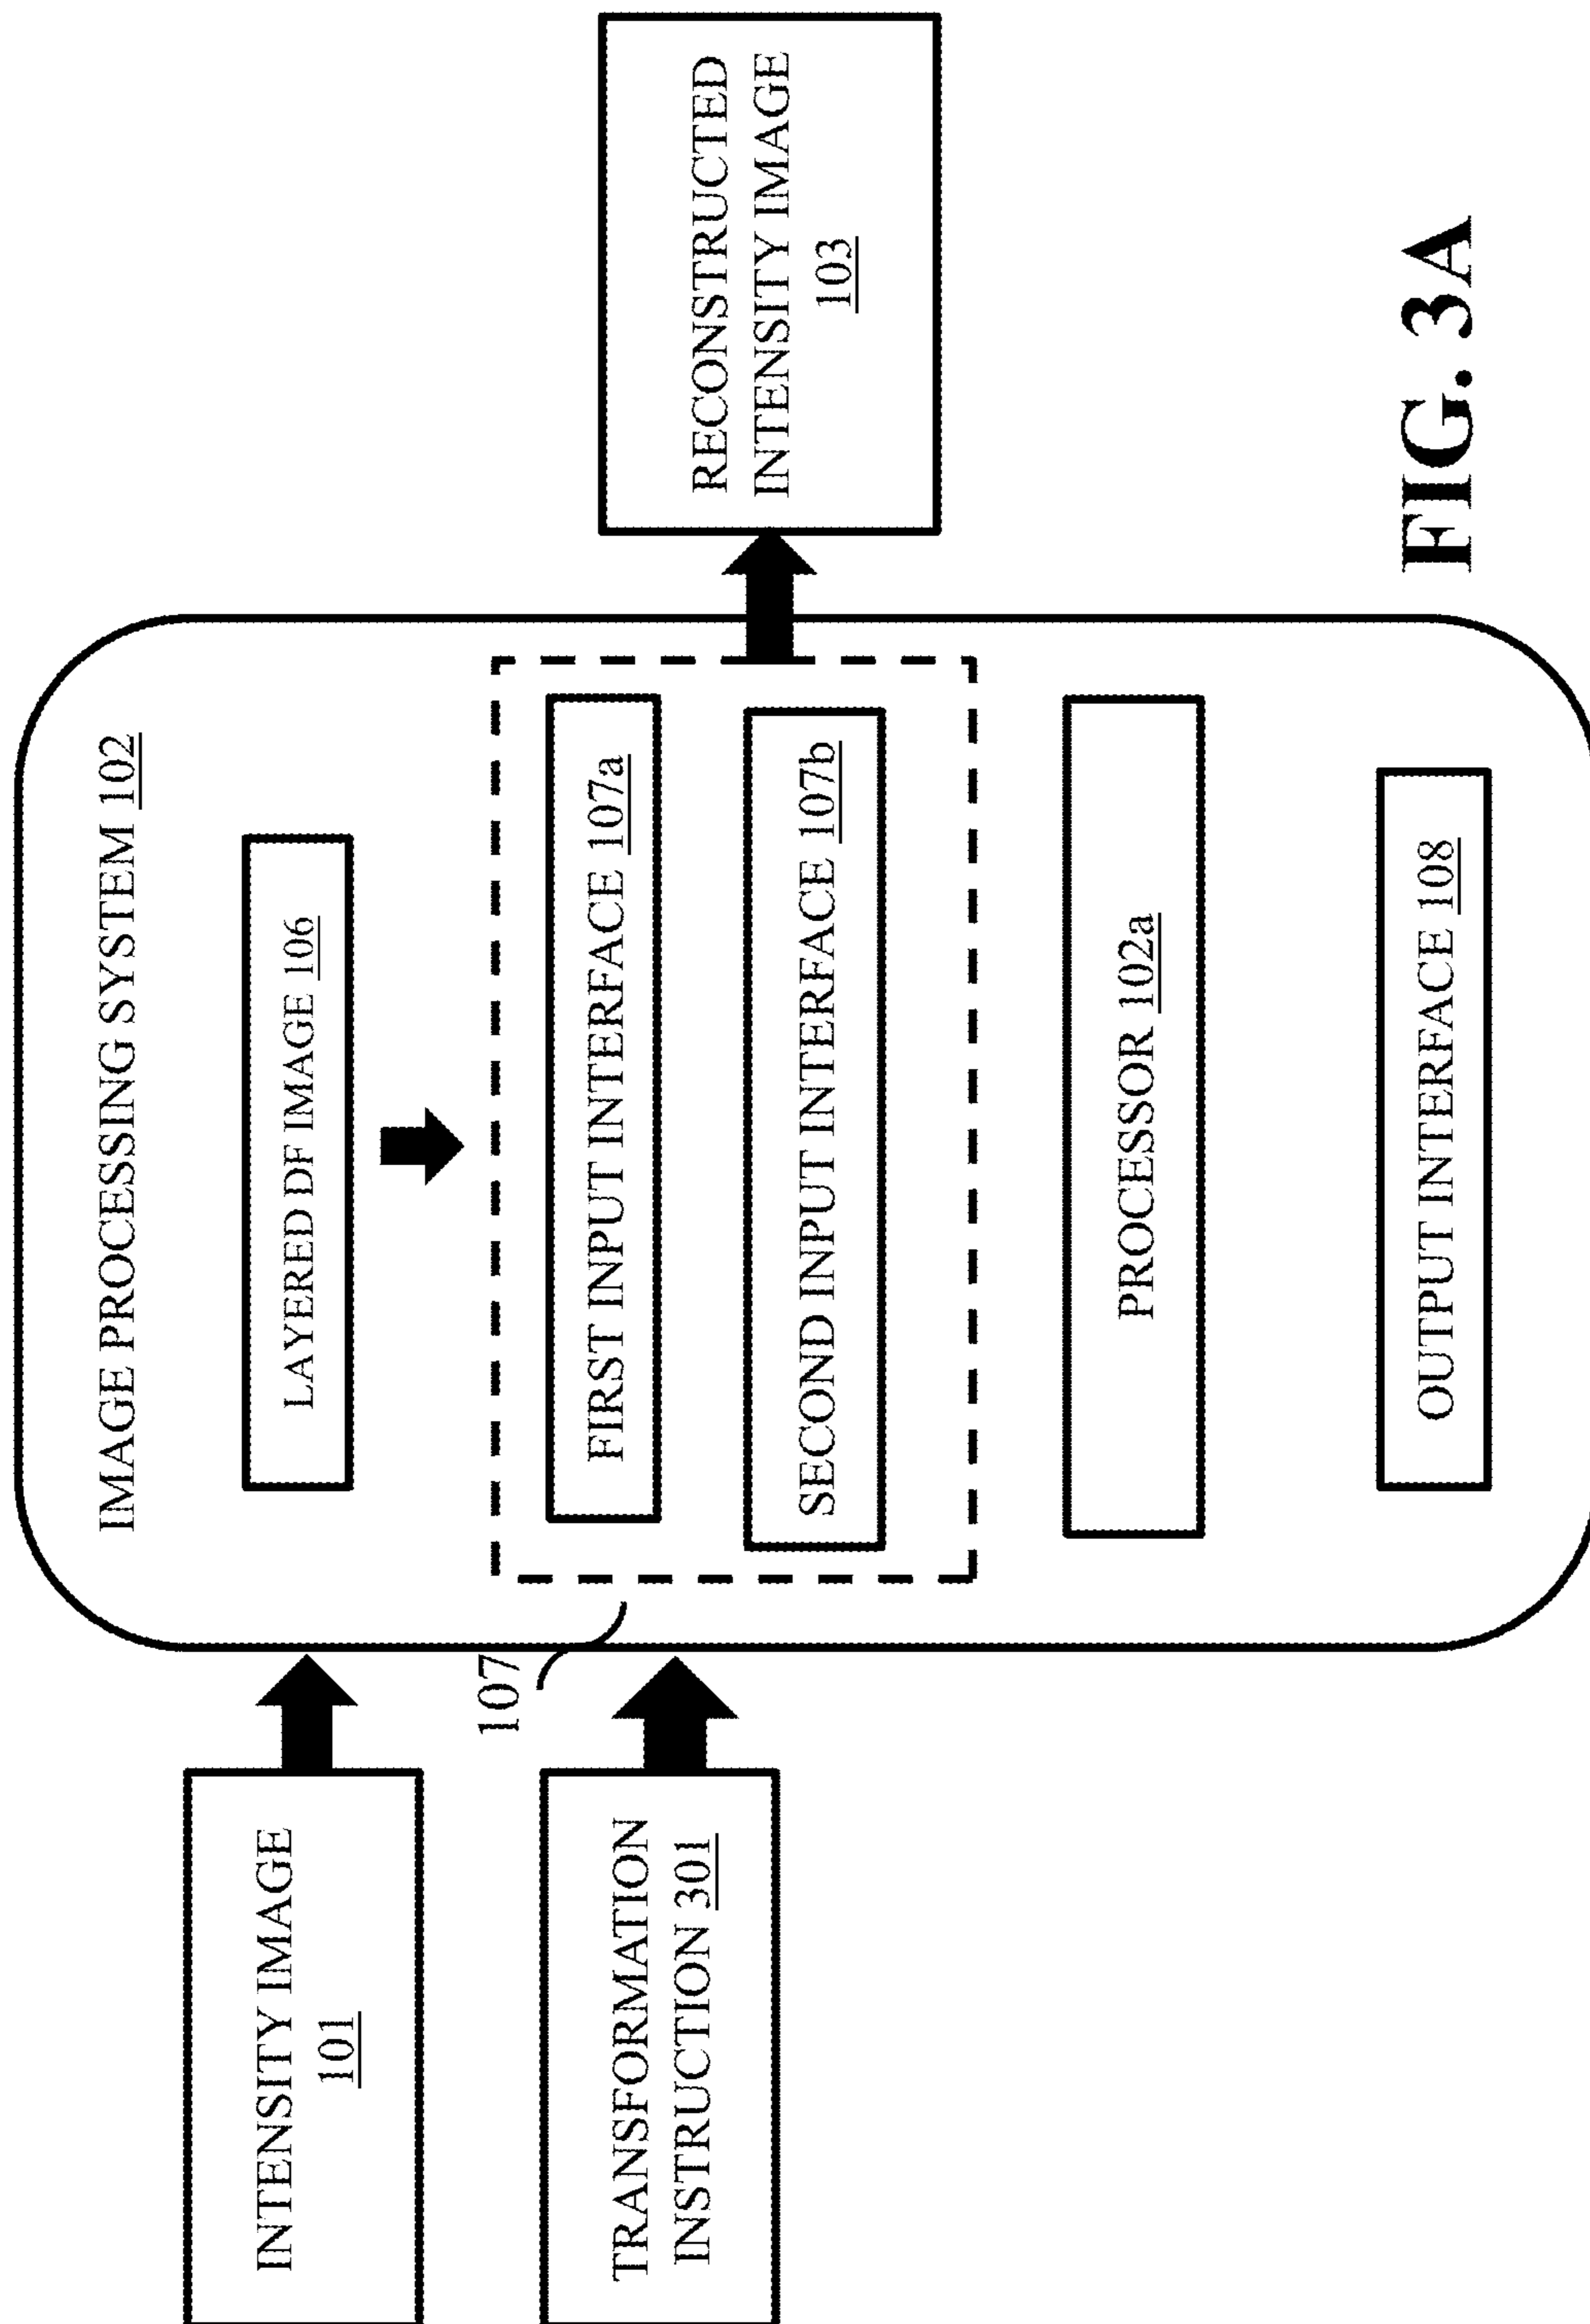 INTENSITY IMAGE
101
TRANSFORMATION
INSTRUCTION 301
107
IMAGE PROCESSING SYSTEM 102
LAYERED DF IMAGE 106
FIRST INPUT INTERFACE 107a
SECOND INPUT INTERFACE 107b
PROCESSOR 102a
OUTPUT INTERFACE 108
RECONSTRUCTED
INTENSITY IMAGE
103
FIG. 3A